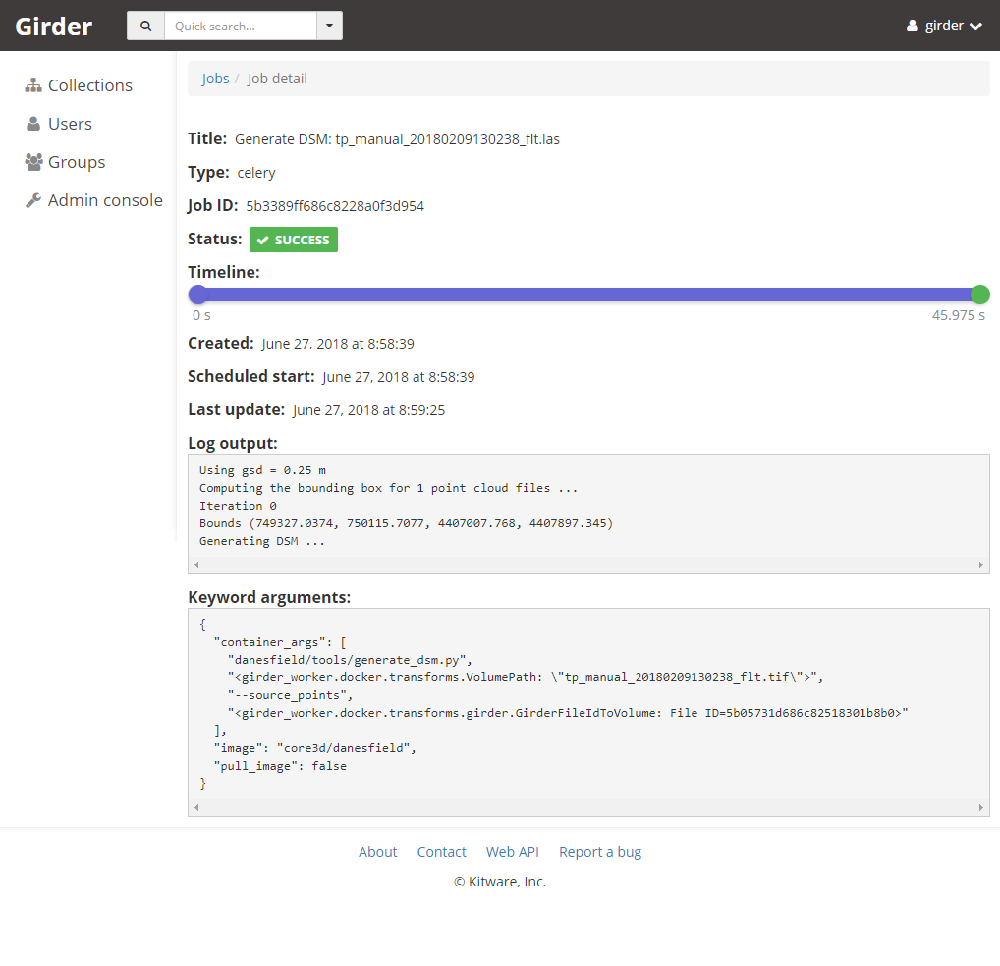 Girder
Quick search...
girder
Collections
Users
Groups
Admin console
Jobs / Job detail
Title: Generate DSM: tp_manual_20180209130238_flt.las
Type: celery
Job ID: 5b3389ff686c8228a0f3d954
Status: SUCCESS
Timeline:
0 s
45.975 s
Created: June 27, 2018 at 8:58:39
Scheduled start: June 27, 2018 at 8:58:39
Last update: June 27, 2018 at 8:59:25
Log output:
Using gsd = 0.25 m
Computing the bounding box for 1 point cloud files ...
Iteration 0
Bounds (749327.0374, 750115.7077, 4407007.768, 4407897.345)
Generating DSM ...
Keyword arguments:
{
  "container_args": [
    "danesfield/tools/generate_dsm.py",
    "<girder_worker.docker.transforms.VolumePath: \"tp_manual_20180209130238_flt.tif\">",
    "--source_points",
    "<girder_worker.docker.transforms.girder.GirderFileIdToVolume: File ID=5b05731d686c82518301b8b0>"
  ],
  "image": "core3d/danesfield",
  "pull_image": false
}
About Contact Web API Report a bug
© Kitware, Inc.